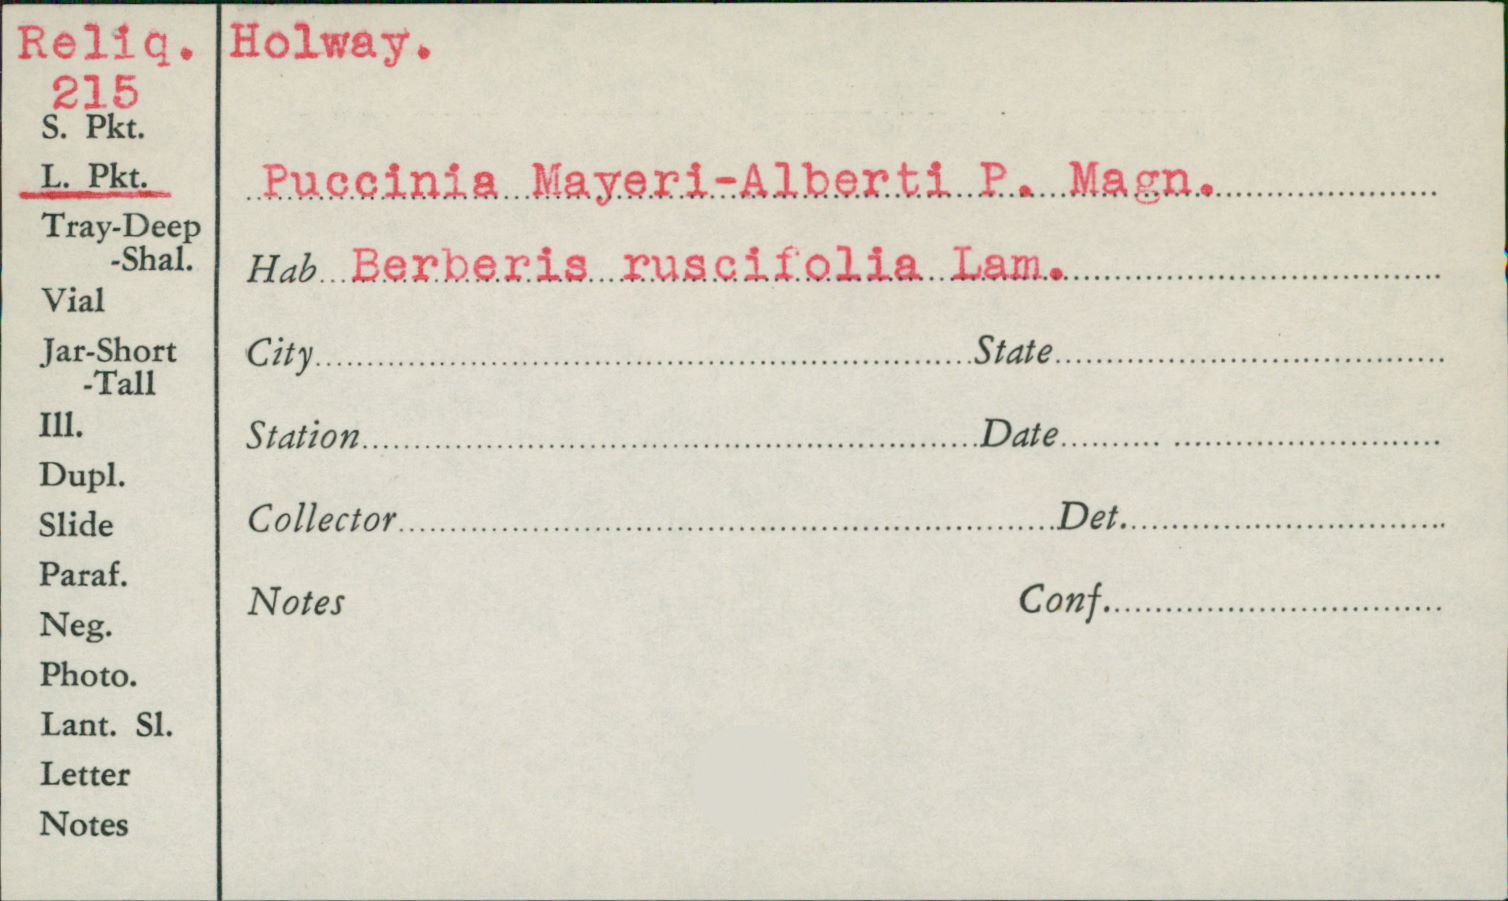 Reliq. Holway.
215
S. Pkt.
L. Pkt.
Puccinia Mayeri-Alberti P. Magn.
Tray-Deep
-Shal.
Hab Berberis ruscifolia Lam.
Vial
Jar-Short
-Tall
City State
Ill.
Station Date
Dupl.
Slide
Collector Det.
Paraf.
Notes Conf.
Neg.
Photo.
Lant. Sl.
Letter
Notes